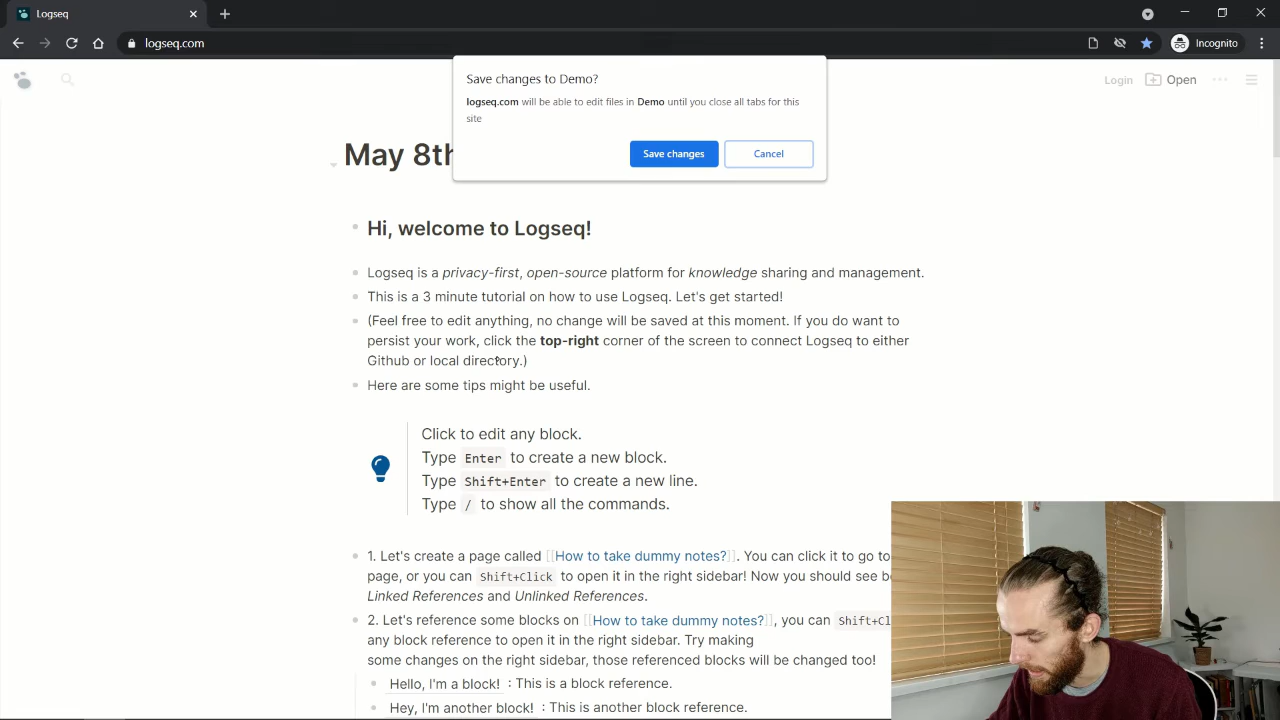 Logseq
logseq.com
Incognito
Save changes to Demo?
logseq.com will be able to edit files in Demo until you close all tabs for this
site
Save changes
Cancel
Login
Open
May 8th
Hi, welcome to Logseq!
Logseq is a privacy-first, open-source platform for knowledge sharing and management.
This is a 3 minute tutorial on how to use Logseq. Let's get started!
(Feel free to edit anything, no change will be saved at this moment. If you do want to
persist your work, click the top-right corner of the screen to connect Logseq to either
Github or local directory.)
Here are some tips might be useful.
Click to edit any block.
Type Enter to create a new block.
Type Shift+Enter to create a new line.
Type / to show all the commands.
1. Let's create a page called [[How to take dummy notes?]]. You can click it to go to
page, or you can Shift+Click to open it in the right sidebar! Now you should see
Linked References and Unlinked References.
2. Let's reference some blocks on [[How to take dummy notes?]], you can Shift+Cl
any block reference to open it in the right sidebar. Try making
some changes on the right sidebar, those referenced blocks will be changed too!
Hello, I'm a block! : This is a block reference.
Hey, I'm another block! : This is another block reference.